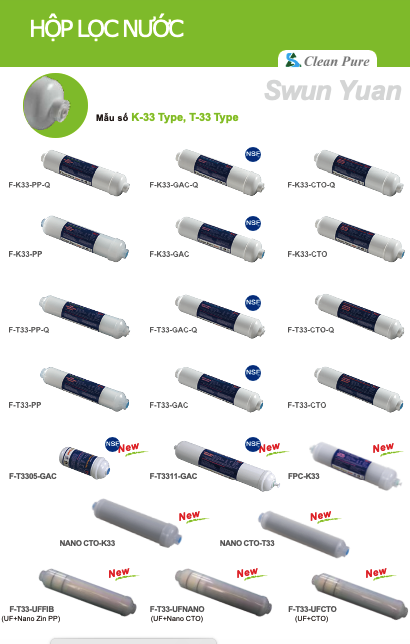 HỘP LỌC NƯỚC
Clean Pure
Swun Yuan
Mẫu số K-33 Type, T-33 Type
NSF
F-K33-PP-Q F-K33-GAC-Q F-K33-CTO-Q
NSF
F-K33-PP F-K33-GAC F-K33-CTO
NSF
F-T33-PP-Q F-T33-GAC-Q F-T33-CTO-Q
NSF
F-T33-PP F-T33-GAC F-T33-CTO
NSF New NSF New New
F-T3305-GAC F-T3311-GAC FPC-K33
New New
NANO CTO-K33 NANO CTO-T33
New New New
F-T33-UFFIB F-T33-UFNANO F-T33-UFCTO
(UF+Nano Zin PP) (UF+Nano CTO) (UF+CTO)